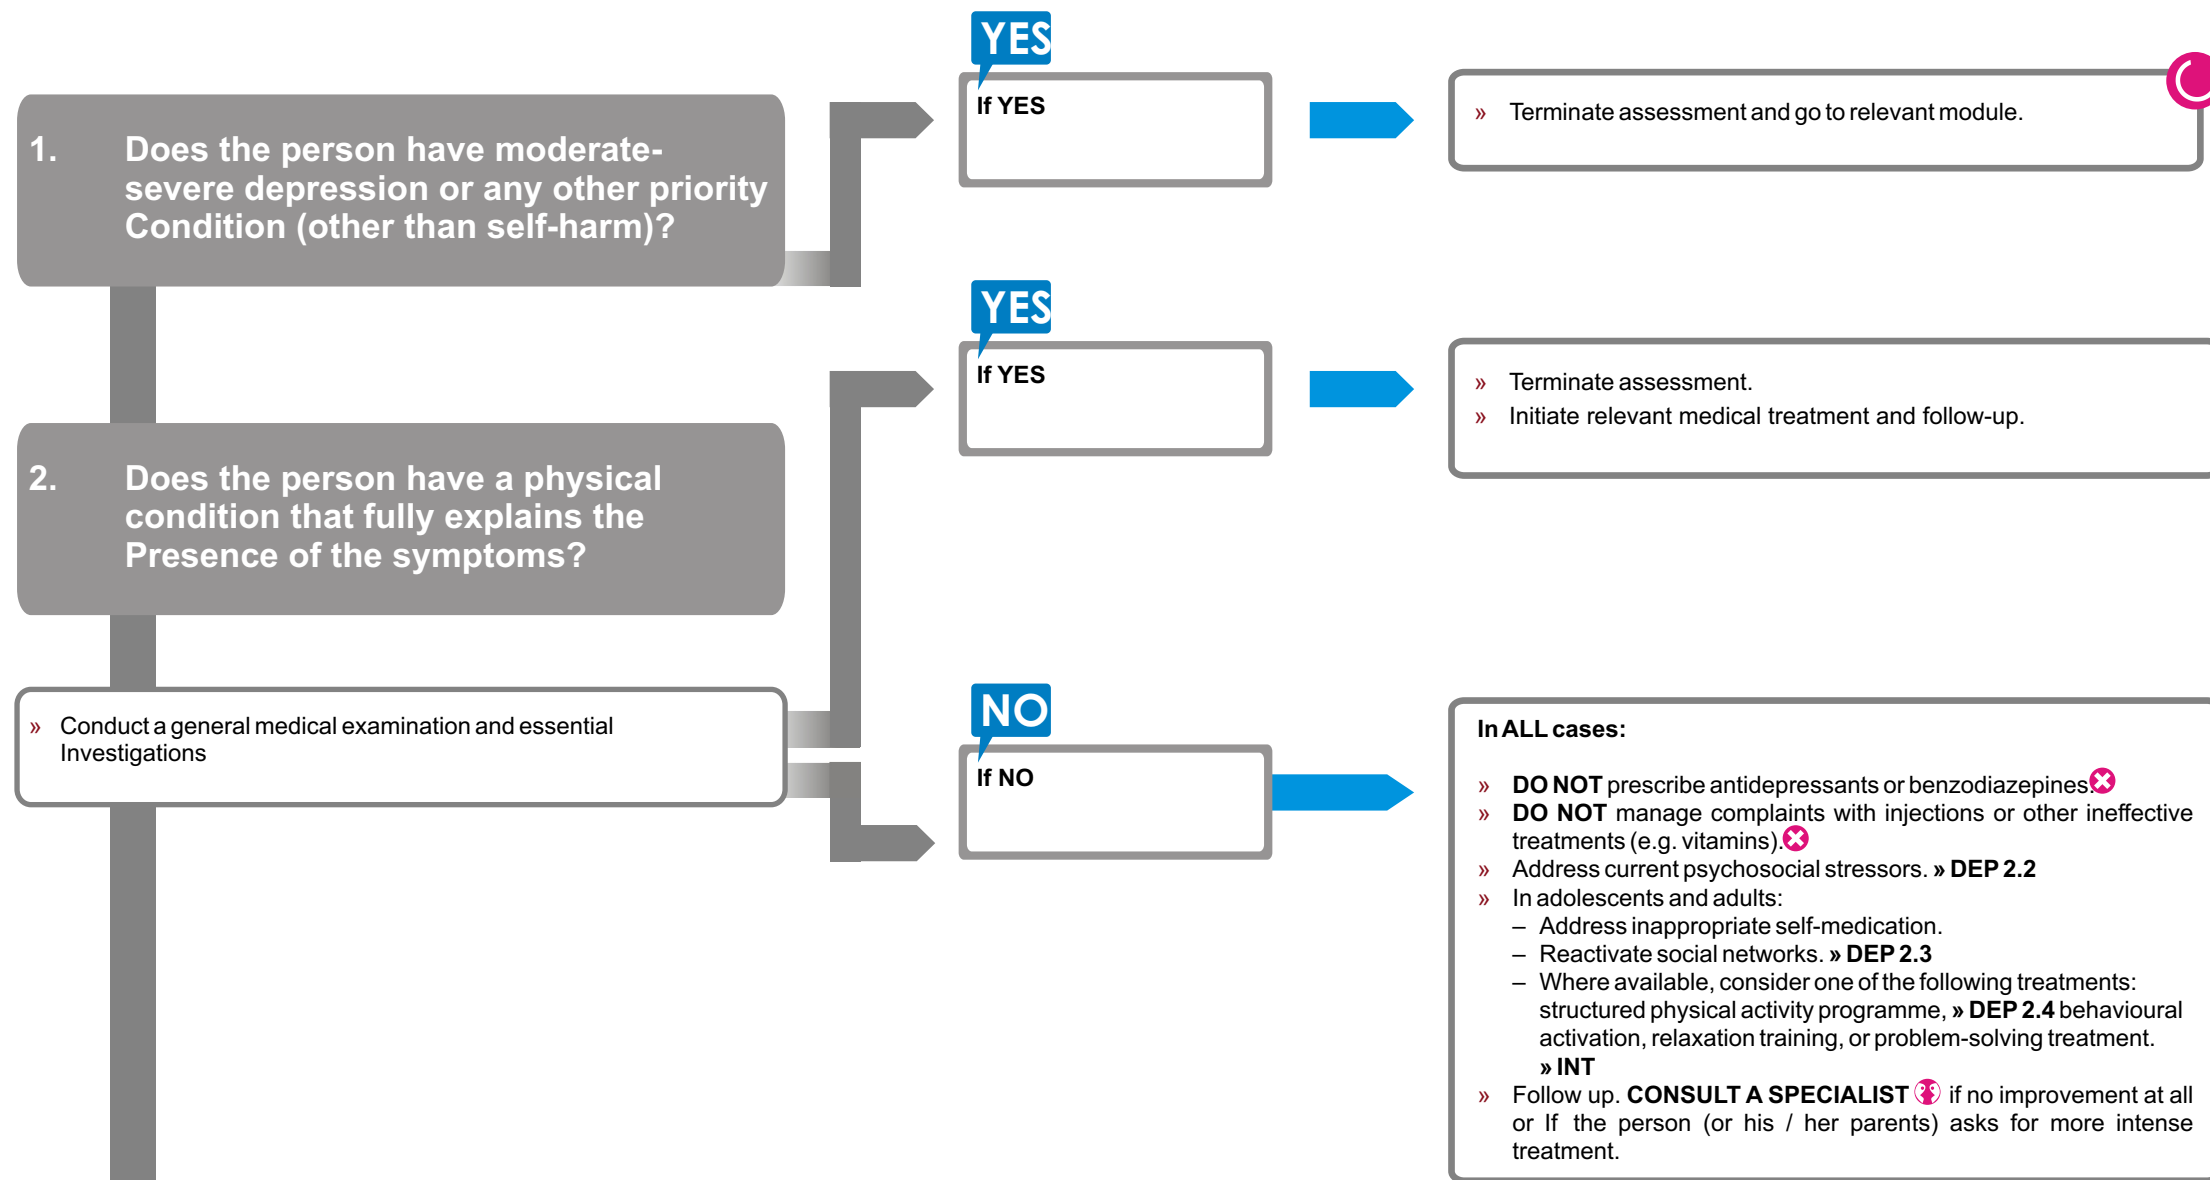 1. Does the person have moderate-
severe depression or any other priority
Condition (other than self-harm)?
YES
If YES
» Terminate assessment and go to relevant module.
2. Does the person have a physical
condition that fully explains the
Presence of the symptoms?
» Conduct a general medical examination and essential
Investigations
YES
If YES
» Terminate assessment.
» Initiate relevant medical treatment and follow-up.
NO
If NO
In ALL cases:
» DO NOT prescribe antidepressants or benzodiazepines.
» DO NOT manage complaints with injections or other ineffective
treatments (e.g. vitamins).
» Address current psychosocial stressors. » DEP 2.2
» In adolescents and adults:
– Address inappropriate self-medication.
– Reactivate social networks. » DEP 2.3
– Where available, consider one of the following treatments:
structured physical activity programme, » DEP 2.4 behavioural
activation, relaxation training, or problem-solving treatment.
» INT
» Follow up. CONSULT A SPECIALIST if no improvement at all
or If the person (or his / her parents) asks for more intense
treatment.